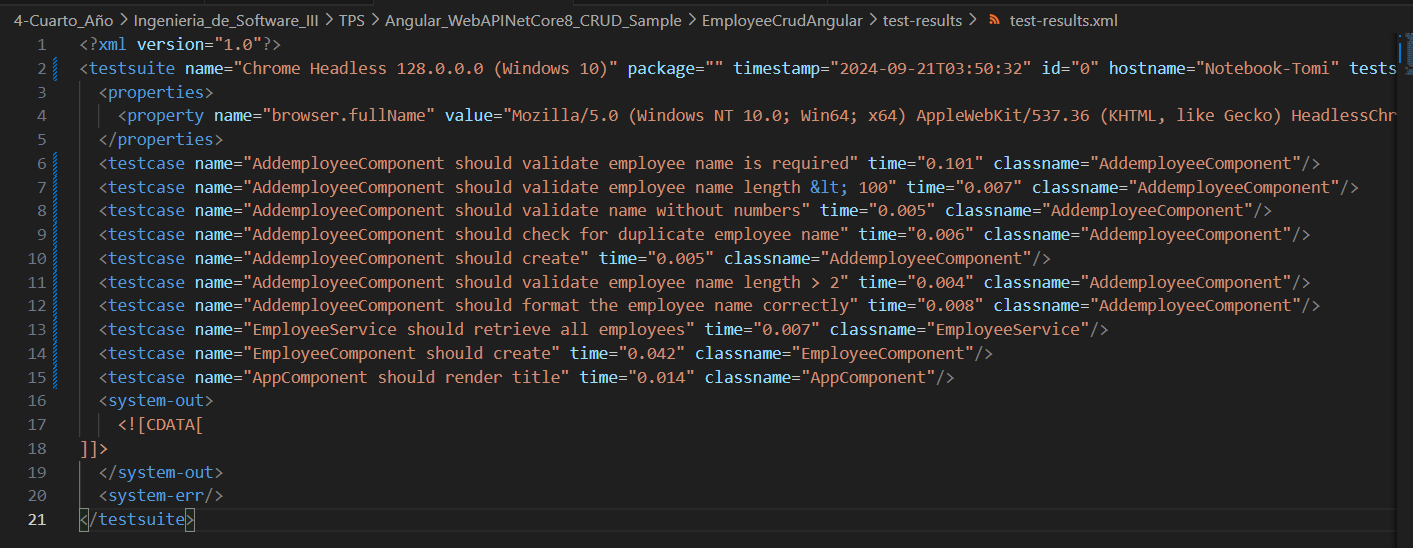 4-Cuarto_Año > Ingenieria_de_Software_III > TPS > Angular_WebAPINetCore8_CRUD_Sample > EmployeeCrudAngular > test-results > test-results.xml
1 <?xml version="1.0"?>
2 <testsuite name="Chrome Headless 128.0.0.0 (Windows 10)" package="" timestamp="2024-09-21T03:50:32" id="0" hostname="Notebook-Tomi" tests
3 <properties>
4 <property name="browser.fullName" value="Mozilla/5.0 (Windows NT 10.0; Win64; x64) AppleWebKit/537.36 (KHTML, like Gecko) HeadlessChr
5 </properties>
6 <testcase name="AddemployeeComponent should validate employee name is required" time="0.101" classname="AddemployeeComponent"/>
7 <testcase name="AddemployeeComponent should validate employee name length &lt; 100" time="0.007" classname="AddemployeeComponent"/>
8 <testcase name="AddemployeeComponent should validate name without numbers" time="0.005" classname="AddemployeeComponent"/>
9 <testcase name="AddemployeeComponent should check for duplicate employee name" time="0.006" classname="AddemployeeComponent"/>
10 <testcase name="AddemployeeComponent should create" time="0.005" classname="AddemployeeComponent"/>
11 <testcase name="AddemployeeComponent should validate employee name length > 2" time="0.004" classname="AddemployeeComponent"/>
12 <testcase name="AddemployeeComponent should format the employee name correctly" time="0.008" classname="AddemployeeComponent"/>
13 <testcase name="EmployeeService should retrieve all employees" time="0.007" classname="EmployeeService"/>
14 <testcase name="EmployeeComponent should create" time="0.042" classname="EmployeeComponent"/>
15 <testcase name="AppComponent should render title" time="0.014" classname="AppComponent"/>
16 <system-out>
17 <![CDATA[
18 ]]>
19 </system-out>
20 <system-err/>
21 </testsuite>